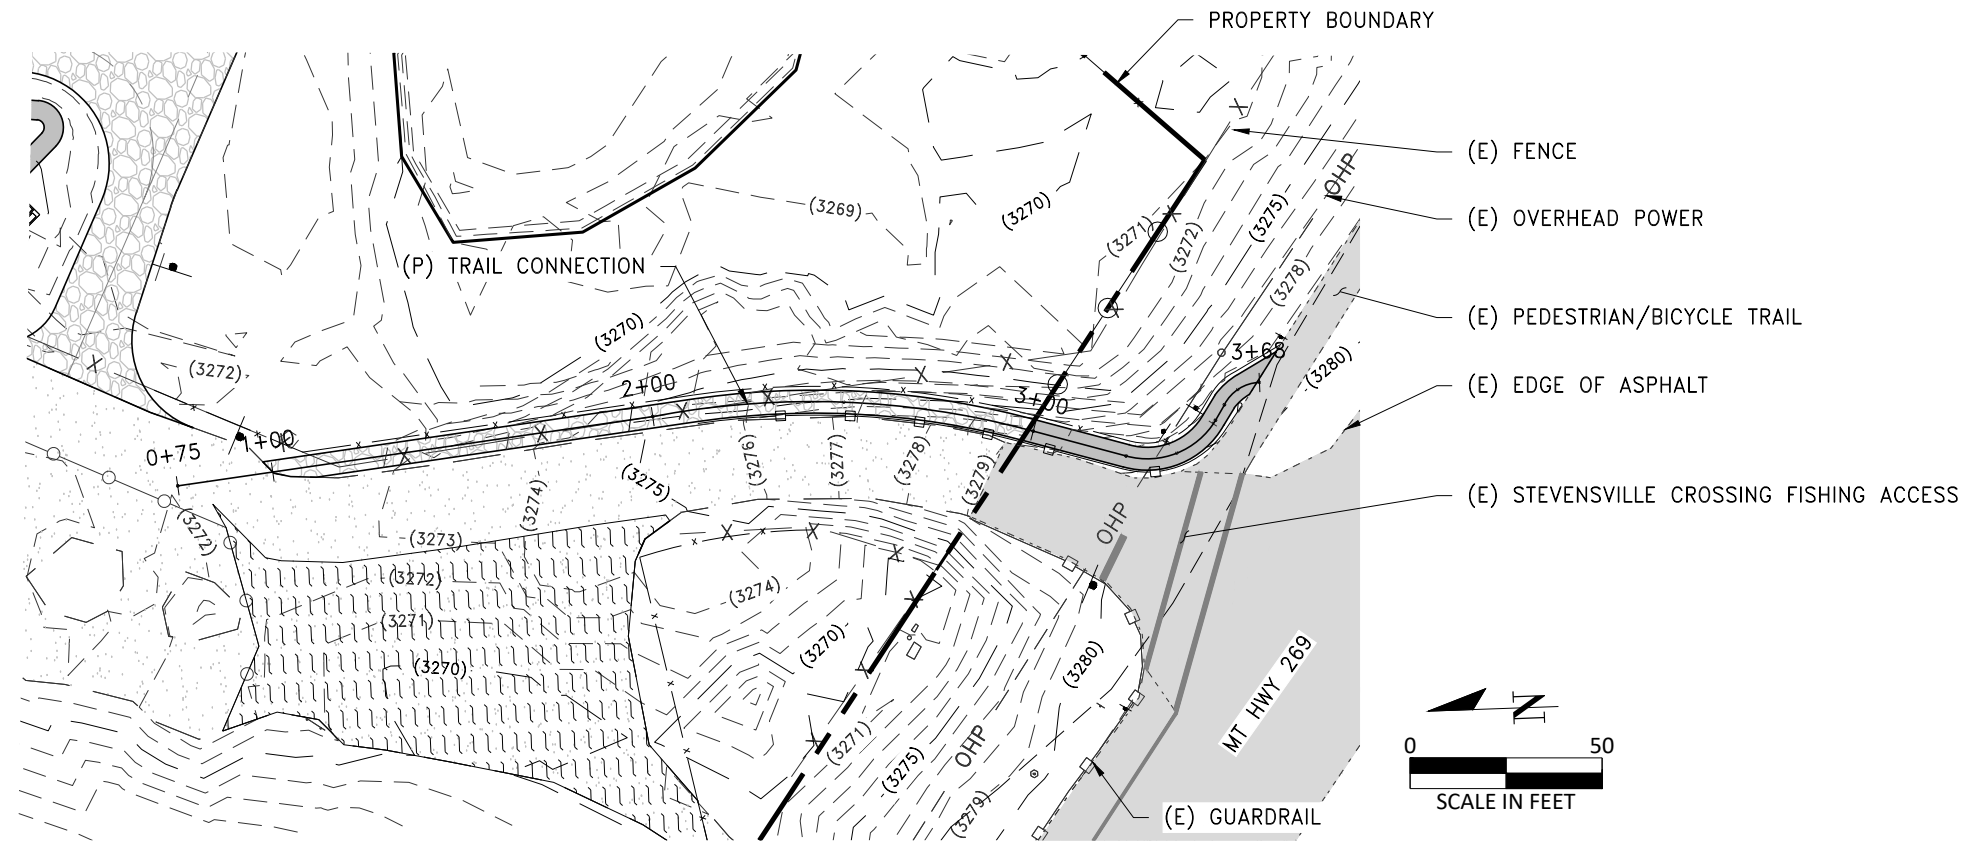 PROPERTY BOUNDARY
(E) FENCE
OHP
(3275)
(E) OVERHEAD POWER
(3269)
(3270)
(3271)
(3272)
(P) TRAIL CONNECTION
(3278)
(E) PEDESTRIAN/BICYCLE TRAIL
(3270)
3+68
(3280)
(3272)
2+00
(E) EDGE OF ASPHALT
3+00
1+00
0+75
(3276)
(3277)
(3278)
(3279)
(3275)
(3274)
(E) STEVENSVILLE CROSSING FISHING ACCESS
(3272)
(3273)
OHP
(3272)
(3274)
(3271)
(3270)
(3270)
(3280)
MT HWY 269
N
(3271)
OHP
(3275)
0 50
SCALE IN FEET
(3279)
(E) GUARDRAIL